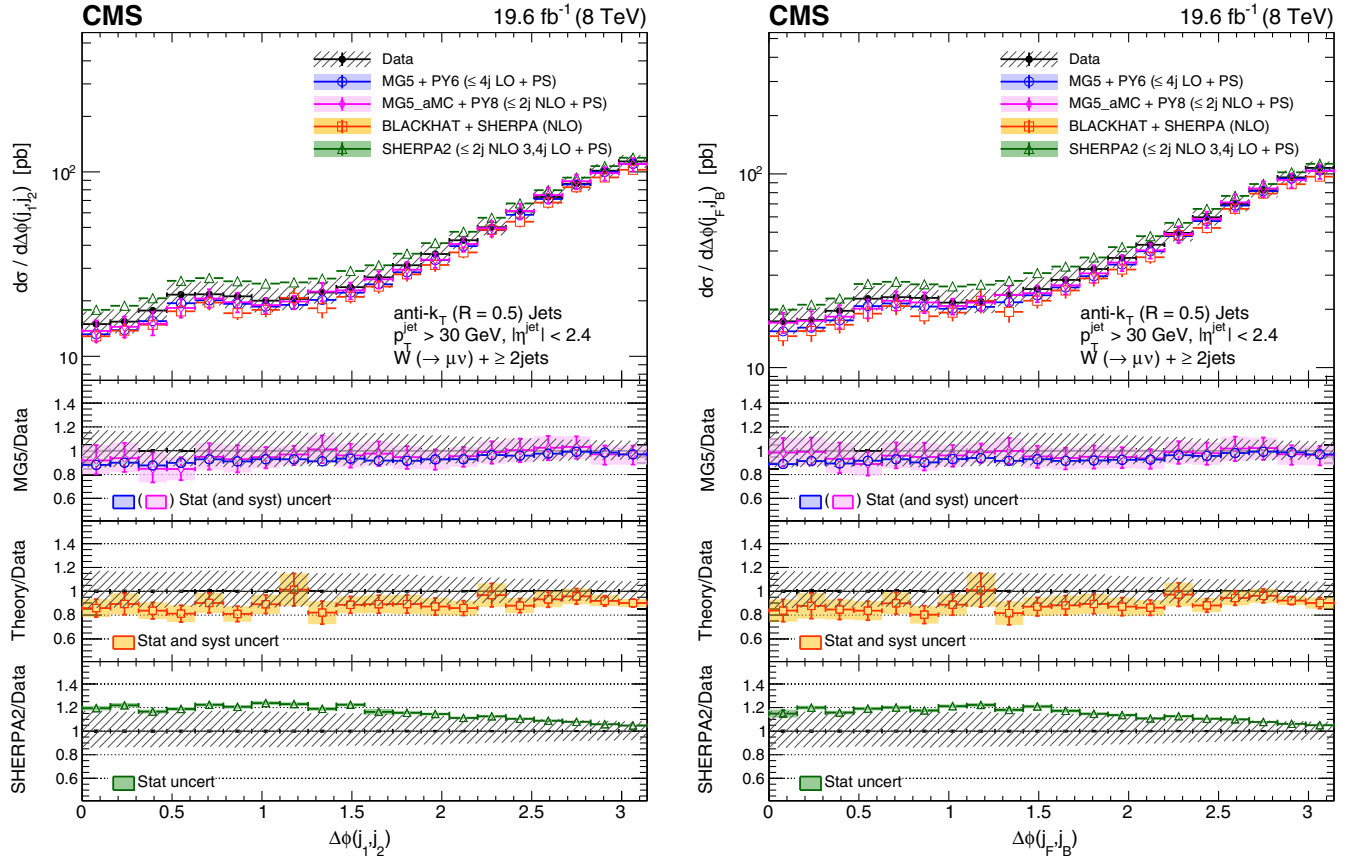 CMS
19.6 fb⁻¹ (8 TeV)
dσ / dΔϕ(j₁,j₂) [pb]
Data
MG5 + PY6 (≤ 4j LO + PS)
MG5_aMC + PY8 (≤ 2j NLO + PS)
BLACKHAT + SHERPA (NLO)
SHERPA2 (≤ 2j NLO 3,4j LO + PS)
10²
10
anti-k_T (R = 0.5) Jets
p_T^jet > 30 GeV, |η^jet| < 2.4
W (→ μν) + ≥ 2jets
MG5/Data
1.4
1.2
1
0.8
0.6
( ) Stat (and syst) uncert
Theory/Data
1.4
1.2
1
0.8
0.6
Stat and syst uncert
SHERPA2/Data
1.4
1.2
1
0.8
0.6
Stat uncert
0 0.5 1 1.5 2 2.5 3
Δϕ(j₁,j₂)
CMS
19.6 fb⁻¹ (8 TeV)
dσ / dΔϕ(j_F,j_B) [pb]
Data
MG5 + PY6 (≤ 4j LO + PS)
MG5_aMC + PY8 (≤ 2j NLO + PS)
BLACKHAT + SHERPA (NLO)
SHERPA2 (≤ 2j NLO 3,4j LO + PS)
10²
10
anti-k_T (R = 0.5) Jets
p_T^jet > 30 GeV, |η^jet| < 2.4
W (→ μν) + ≥ 2jets
MG5/Data
1.4
1.2
1
0.8
0.6
( ) Stat (and syst) uncert
Theory/Data
1.4
1.2
1
0.8
0.6
Stat and syst uncert
SHERPA2/Data
1.4
1.2
1
0.8
0.6
Stat uncert
0 0.5 1 1.5 2 2.5 3
Δϕ(j_F,j_B)